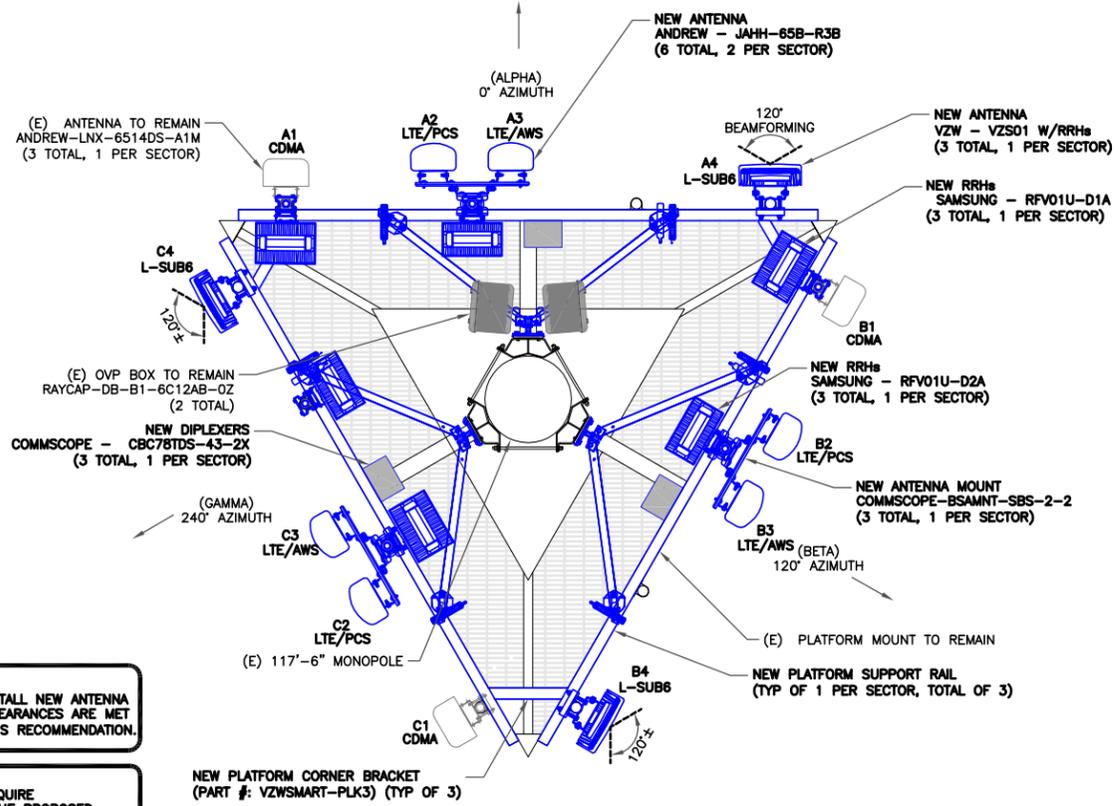 NEW ANTENNA
ANDREW - JAHH-65B-R3B
(6 TOTAL, 2 PER SECTOR)
(ALPHA)
0° AZIMUTH
(E) ANTENNA TO REMAIN
ANDREW-LNX-6514DS-A1M
(3 TOTAL, 1 PER SECTOR)
A1
CDMA
A2
LTE/PCS
A3
LTE/AWS
120°
BEAMFORMING
A4
L-SUB6
NEW ANTENNA
VZW - VZS01 W/RRHs
(3 TOTAL, 1 PER SECTOR)
NEW RRHs
SAMSUNG - RFV01U-D1A
(3 TOTAL, 1 PER SECTOR)
C4
L-SUB6
120°±
B1
CDMA
(E) OVP BOX TO REMAIN
RAYCAP-DB-B1-6C12AB-0Z
(2 TOTAL)
NEW RRHs
SAMSUNG - RFV01U-D2A
(3 TOTAL, 1 PER SECTOR)
NEW DIPLEXERS
COMMSCOPE - CBC78TDS-43-2X
(3 TOTAL, 1 PER SECTOR)
B2
LTE/PCS
NEW ANTENNA MOUNT
COMMSCOPE-BSAMNT-SBS-2-2
(3 TOTAL, 1 PER SECTOR)
(GAMMA)
240° AZIMUTH
C3
LTE/AWS
B3
LTE/AWS
(BETA)
120° AZIMUTH
C2
LTE/PCS
(E) 117'-6" MONOPOLE
(E) PLATFORM MOUNT TO REMAIN
NEW PLATFORM SUPPORT RAIL
(TYP OF 1 PER SECTOR, TOTAL OF 3)
B4
L-SUB6
120°±
C1
CDMA
NEW PLATFORM CORNER BRACKET
(PART #: VZWSMART-PLK3) (TYP OF 3)
TALL NEW ANTENNA
EARANCES ARE MET
S RECOMMENDATION.
QUIRE